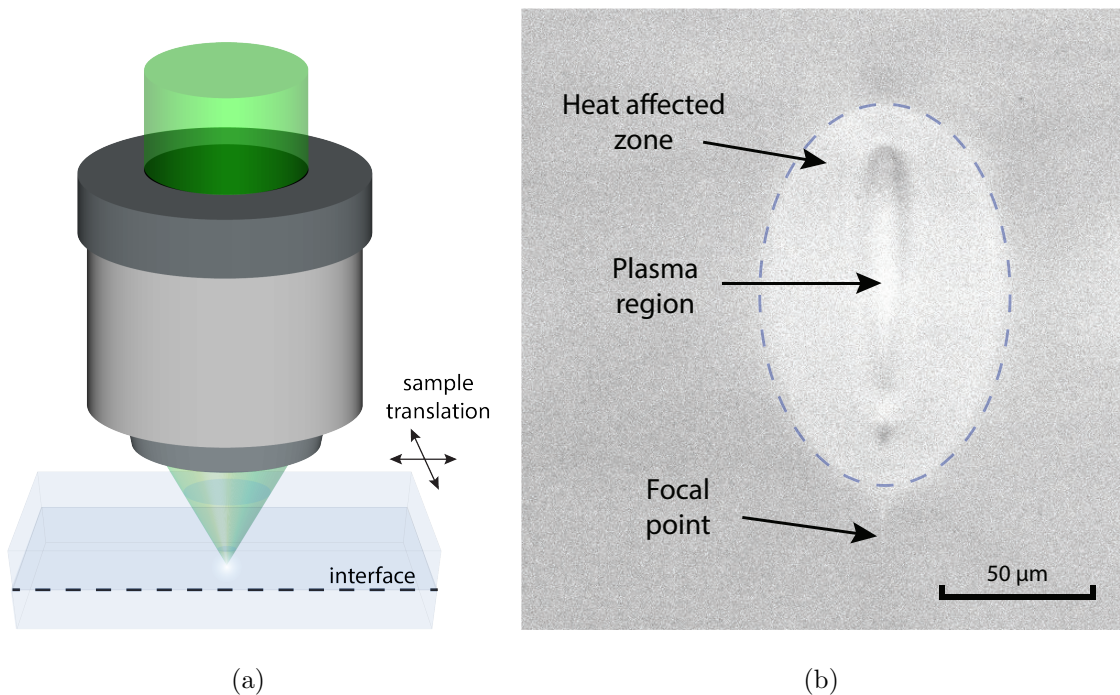 sample
translation
interface
(a)
Heat affected
zone
Plasma
region
Focal
point
50 μm
(b)